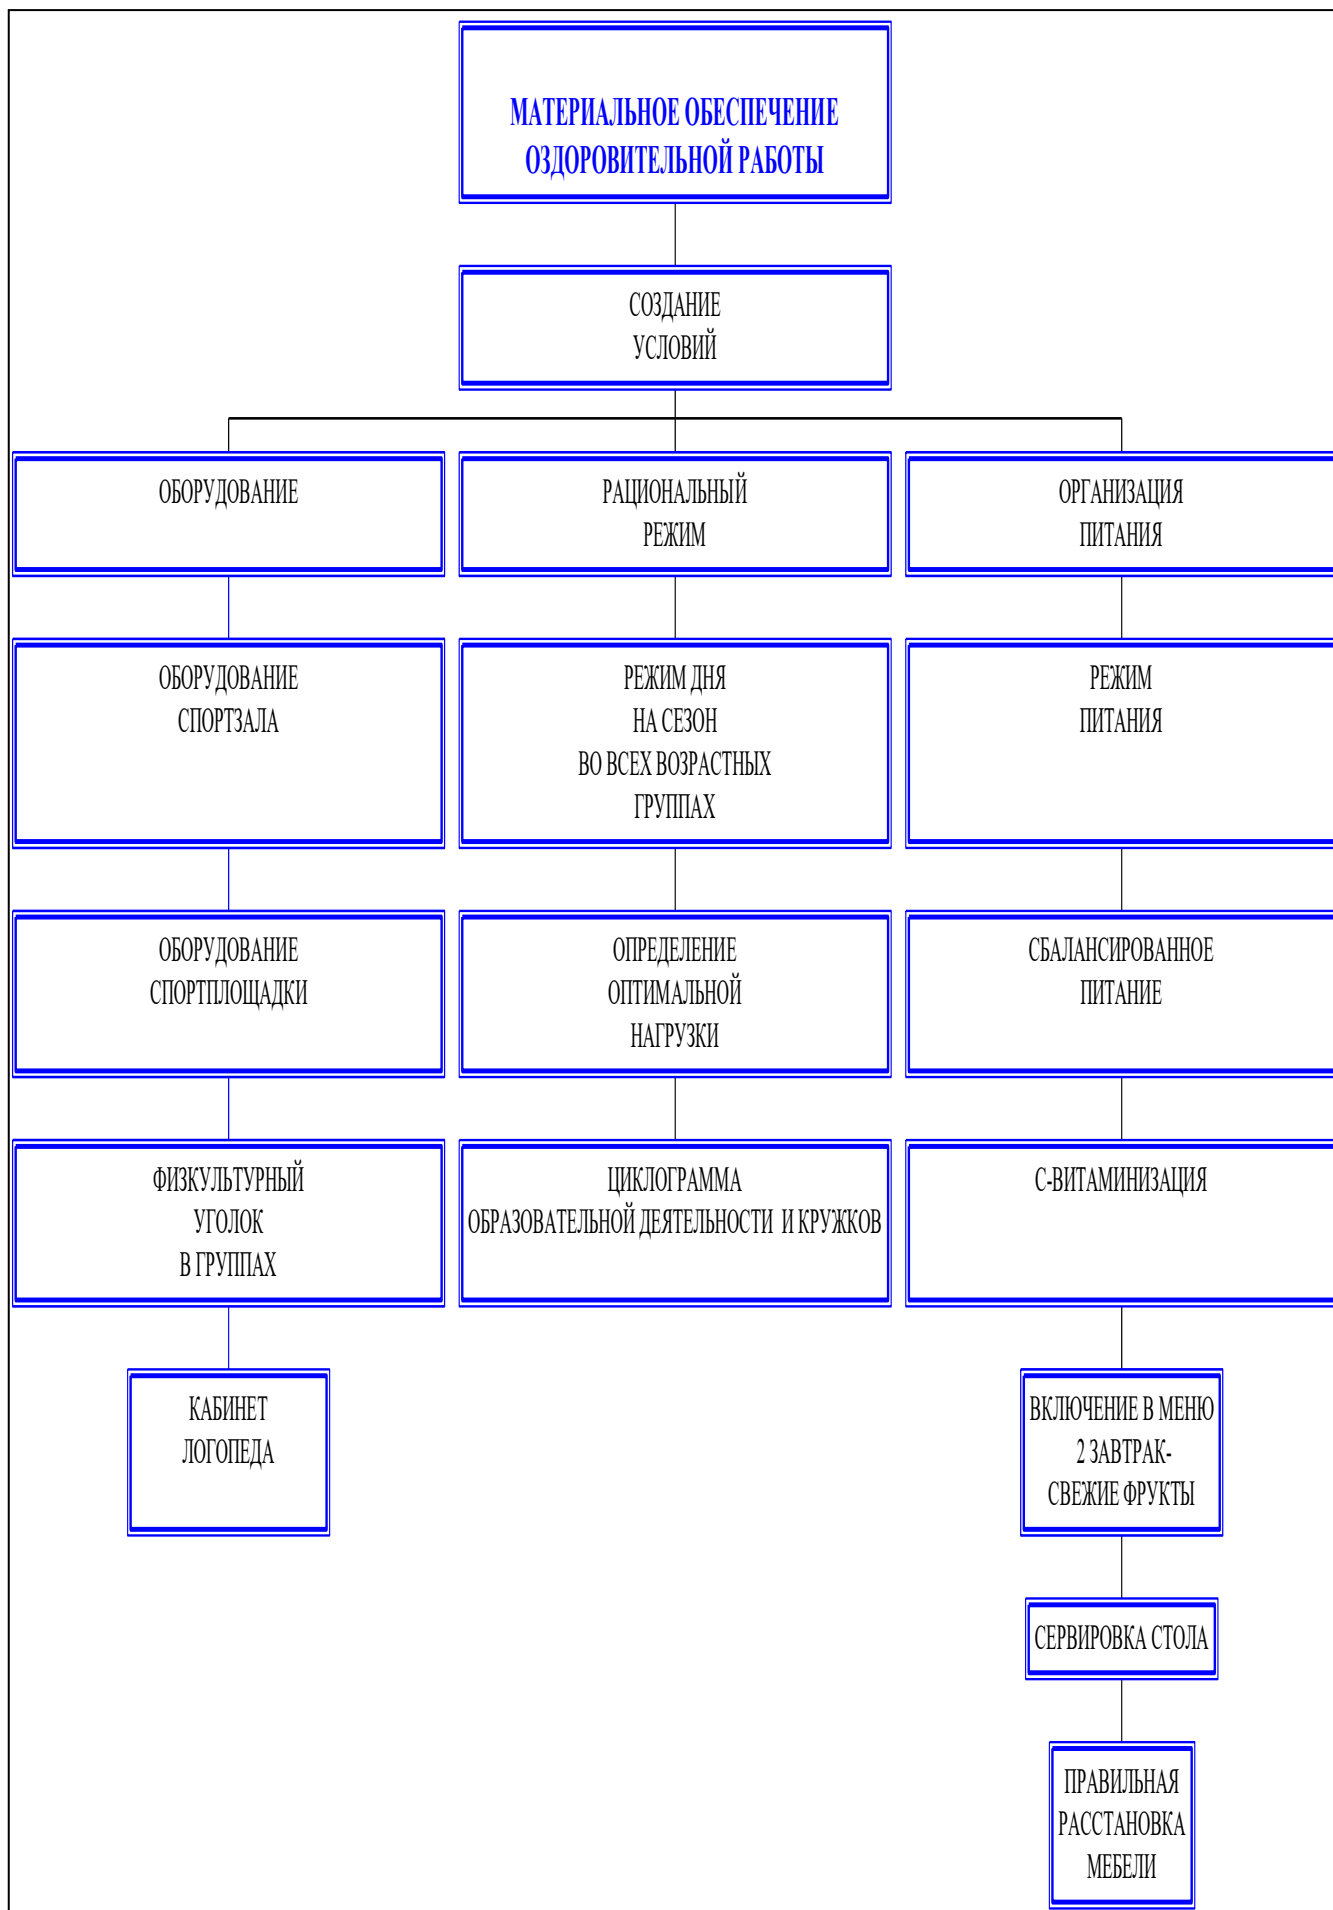 МАТЕРИАЛЬНОЕ ОБЕСПЕЧЕНИЕ
ОЗДОРОВИТЕЛЬНОЙ РАБОТЫ
СОЗДАНИЕ
УСЛОВИЙ
ОБОРУДОВАНИЕ
РАЦИОНАЛЬНЫЙ
РЕЖИМ
ОРГАНИЗАЦИЯ
ПИТАНИЯ
ОБОРУДОВАНИЕ
СПОРТЗАЛА
РЕЖИМ ДНЯ
НА СЕЗОН
ВО ВСЕХ ВОЗРАСТНЫХ
ГРУППАХ
РЕЖИМ
ПИТАНИЯ
ОБОРУДОВАНИЕ
СПОРТПЛОЩАДКИ
ОПРЕДЕЛЕНИЕ
ОПТИМАЛЬНОЙ
НАГРУЗКИ
СБАЛАНСИРОВАННОЕ
ПИТАНИЕ
ФИЗКУЛЬТУРНЫЙ
УГОЛОК
В ГРУППАХ
ЦИКЛОГРАММА
ОБРАЗОВАТЕЛЬНОЙ ДЕЯТЕЛЬНОСТИ И КРУЖКОВ
С-ВИТАМИНИЗАЦИЯ
КАБИНЕТ
ЛОГОПЕДА
ВКЛЮЧЕНИЕ В МЕНЮ
2 ЗАВТРАК-
СВЕЖИЕ ФРУКТЫ
СЕРВИРОВКА СТОЛА
ПРАВИЛЬНАЯ
РАССТАНОВКА
МЕБЕЛИ